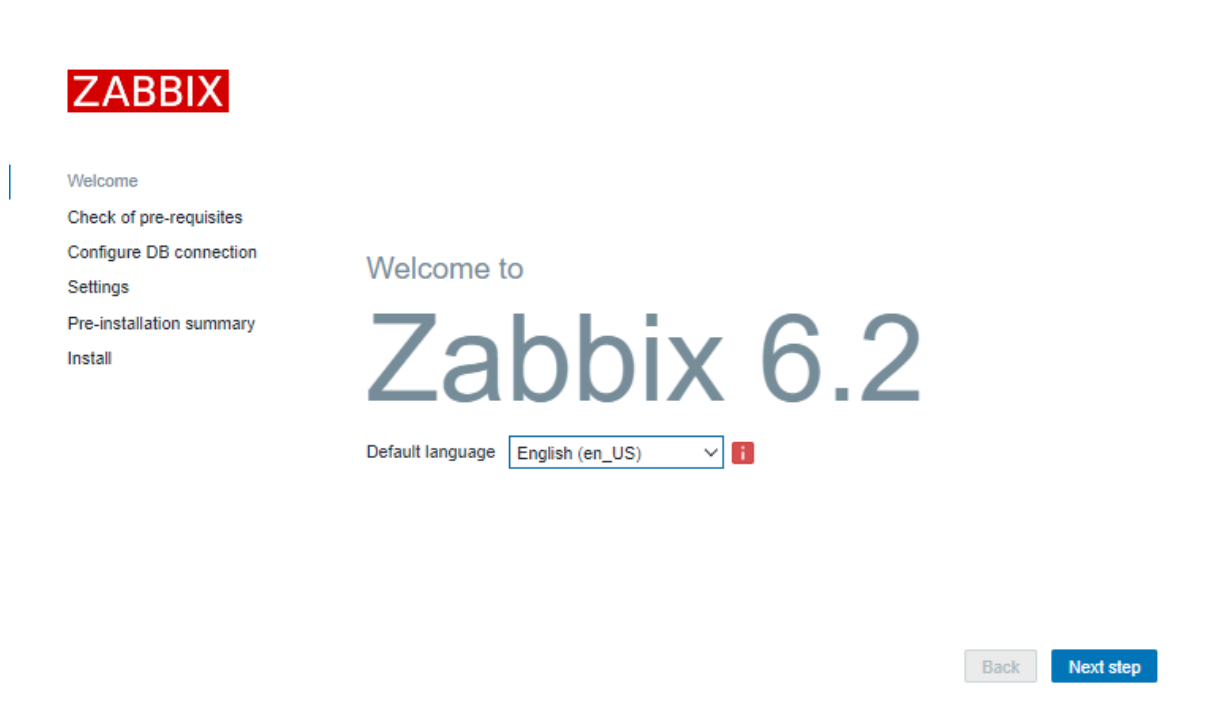 ZABBIX
Welcome
Check of pre-requisites
Configure DB connection
Settings
Pre-installation summary
Install
Welcome to
Zabbix 6.2
Default language English (en_US) i
Back Next step